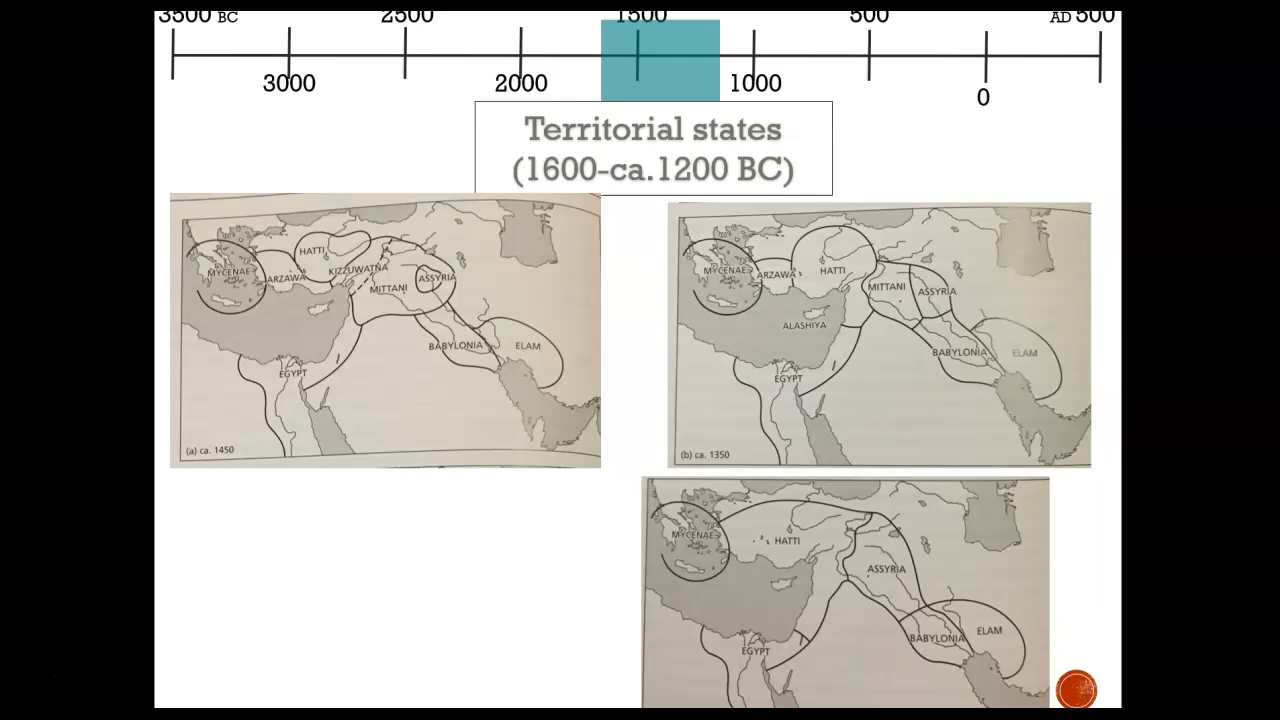 3500 BC 2500 1500 500 AD 500
3000 2000 1000 0
Territorial states
(1600-ca.1200 BC)
HATTI
MYCENAE
ARZAWA
KIZZUWATNA
MITTANI
ASSYRIA
BABYLONIA
ELAM
EGYPT
(a) ca. 1450
MYCENAE
ARZAWA
HATTI
MITTANI
ASSYRIA
ALASHIYA
BABYLONIA
ELAM
EGYPT
(b) ca. 1350
MYCENAE
HATTI
ASSYRIA
BABYLONIA
ELAM
EGYPT